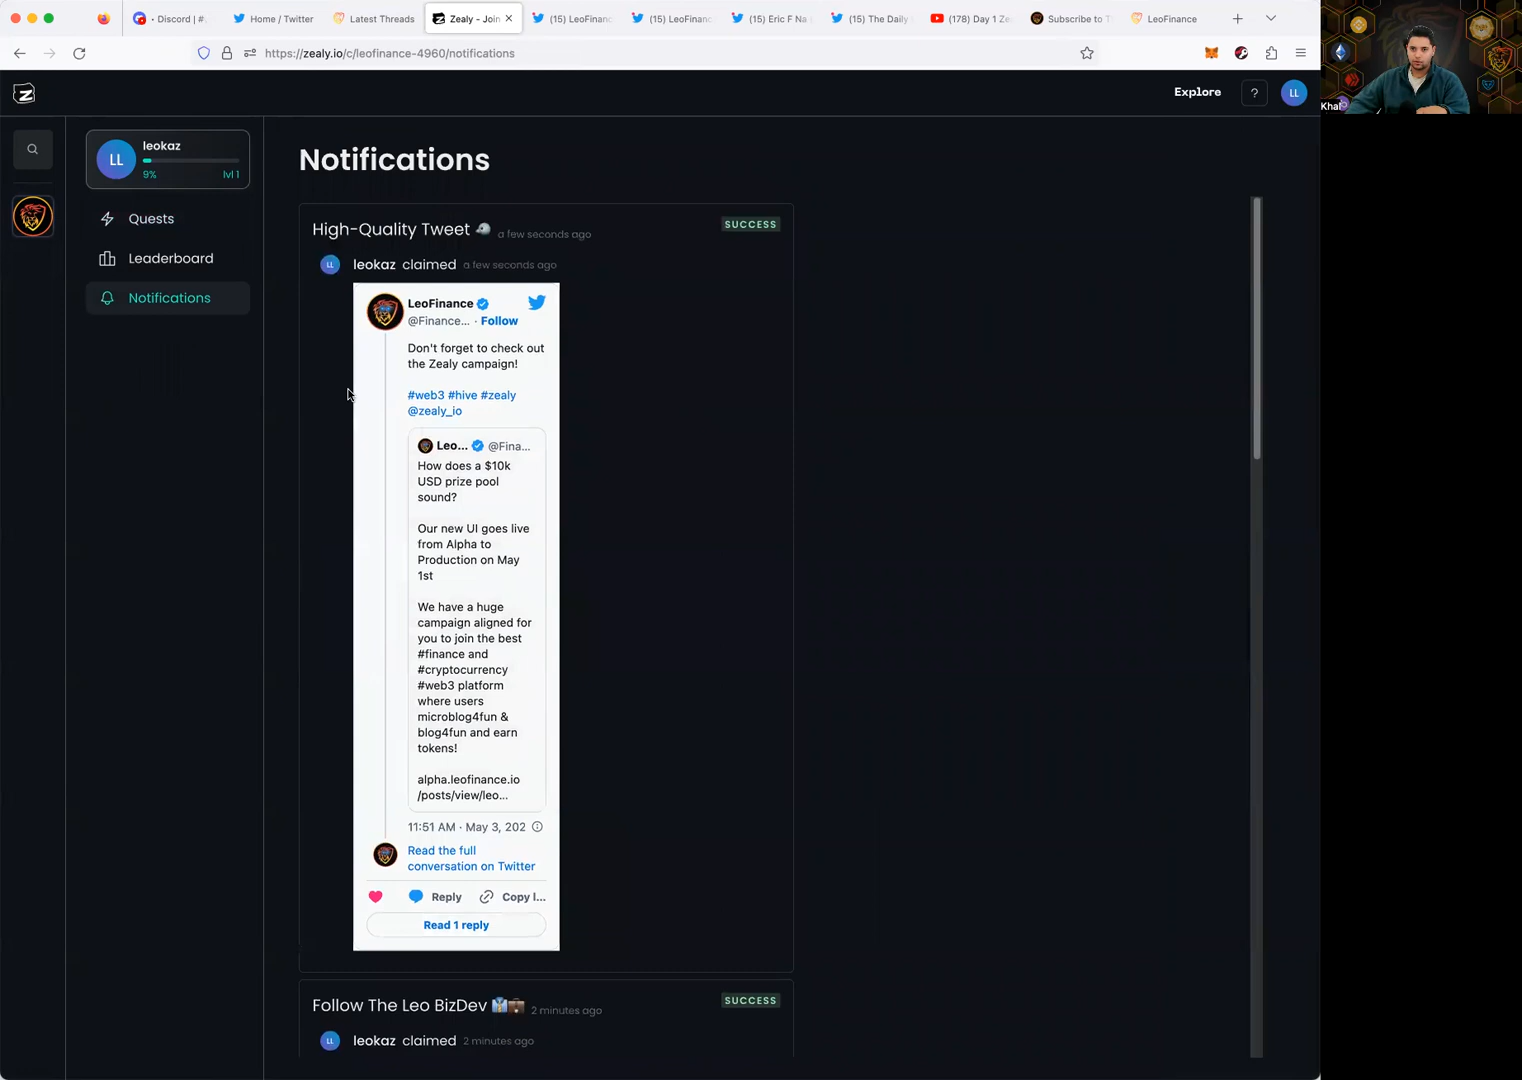 • Discord | #
Home / Twitter
Latest Threads
Zealy - Join
(15) LeoFinanc
(15) LeoFinanc
(15) Eric F Na
(15) The Daily
(178) Day 1 Ze
Subscribe to T
LeoFinance
https://zealy.io/c/leofinance-4960/notifications
Explore
?
LL
LL
leokaz
9%
lvl 1
Quests
Leaderboard
Notifications
Notifications
High-Quality Tweet
a few seconds ago
SUCCESS
LL
leokaz claimed a few seconds ago
LeoFinance
@Finance... · Follow
Don't forget to check out
the Zealy campaign!
#web3 #hive #zealy
@zealy_io
Leo... @Fina...
How does a $10k
USD prize pool
sound?
Our new UI goes live
from Alpha to
Production on May
1st
We have a huge
campaign aligned for
you to join the best
#finance and
#cryptocurrency
#web3 platform
where users
microblog4fun &
blog4fun and earn
tokens!
alpha.leofinance.io
/posts/view/leo...
11:51 AM · May 3, 202
Read the full
conversation on Twitter
Reply
Copy l...
Read 1 reply
Follow The Leo BizDev
2 minutes ago
SUCCESS
LL
leokaz claimed 2 minutes ago
Khal